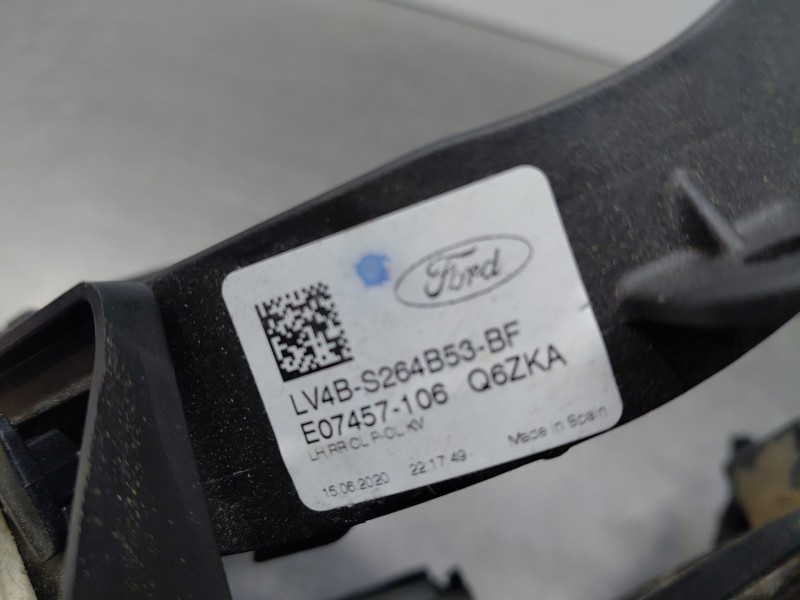 Ford
LV4B-S264B53-BF
E07457-106 Q6ZKA
LH RR CL P-CL KV
15.06.2020 22:17:49 Made in Spain